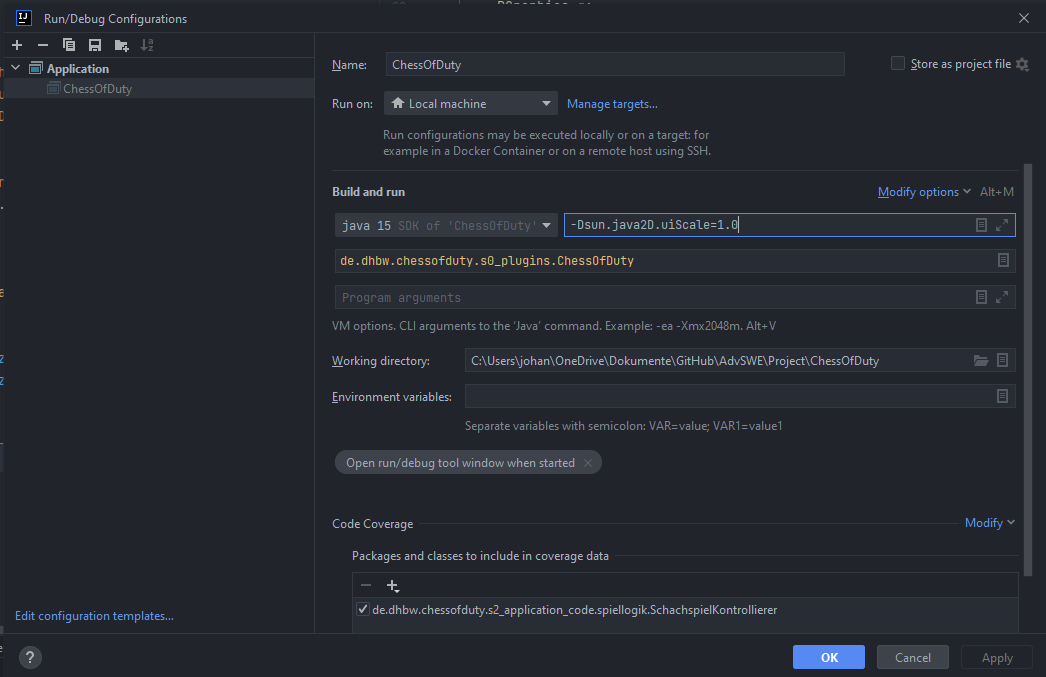 Run/Debug Configurations
Application
ChessOfDuty
Name:
ChessOfDuty
Store as project file
Run on:
Local machine
Manage targets...
Run configurations may be executed locally or on a target: for
example in a Docker Container or on a remote host using SSH.
Build and run
Modify options
Alt+M
java 15 SDK of 'ChessOfDuty'
-Dsun.java2D.uiScale=1.0
de.dhbw.chessofduty.s0_plugins.ChessOfDuty
Program arguments
VM options. CLI arguments to the ‘Java’ command. Example: -ea -Xmx2048m. Alt+V
Working directory:
C:\Users\johan\OneDrive\Dokumente\GitHub\AdvSWE\Project\ChessOfDuty
Environment variables:
Separate variables with semicolon: VAR=value; VAR1=value1
Open run/debug tool window when started
Code Coverage
Modify
Packages and classes to include in coverage data
de.dhbw.chessofduty.s2_application_code.spiellogik.SchachspielKontrollierer
Edit configuration templates...
?
OK
Cancel
Apply